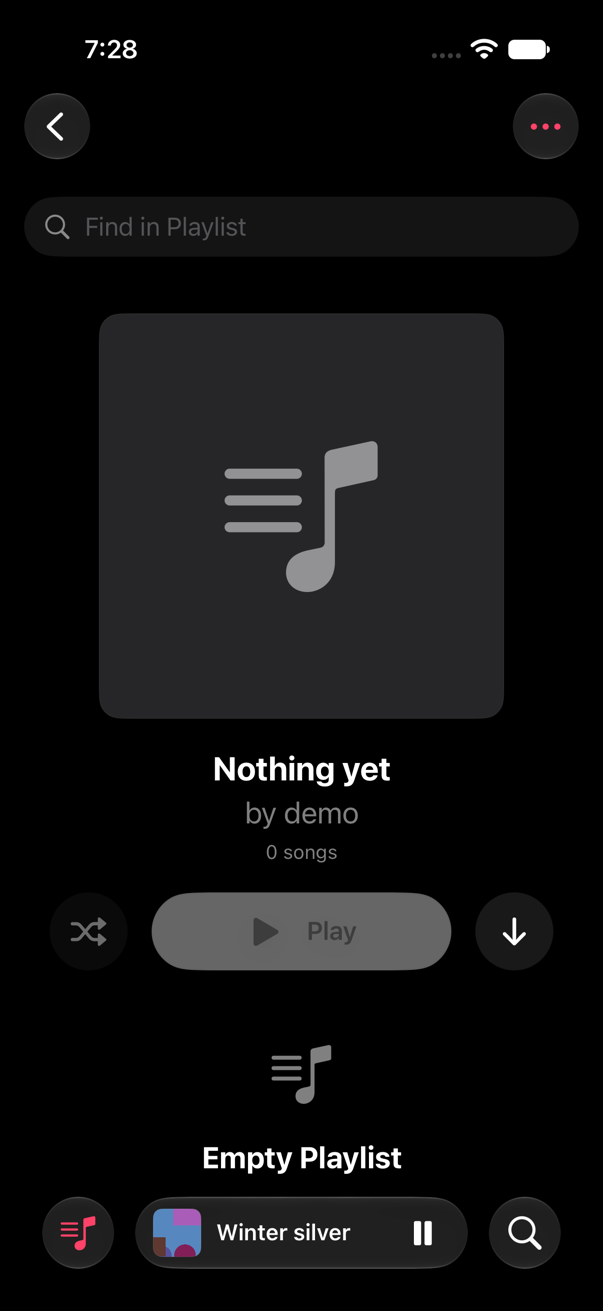 7:28
Find in Playlist
Nothing yet
by demo
0 songs
Play
Empty Playlist
Winter silver